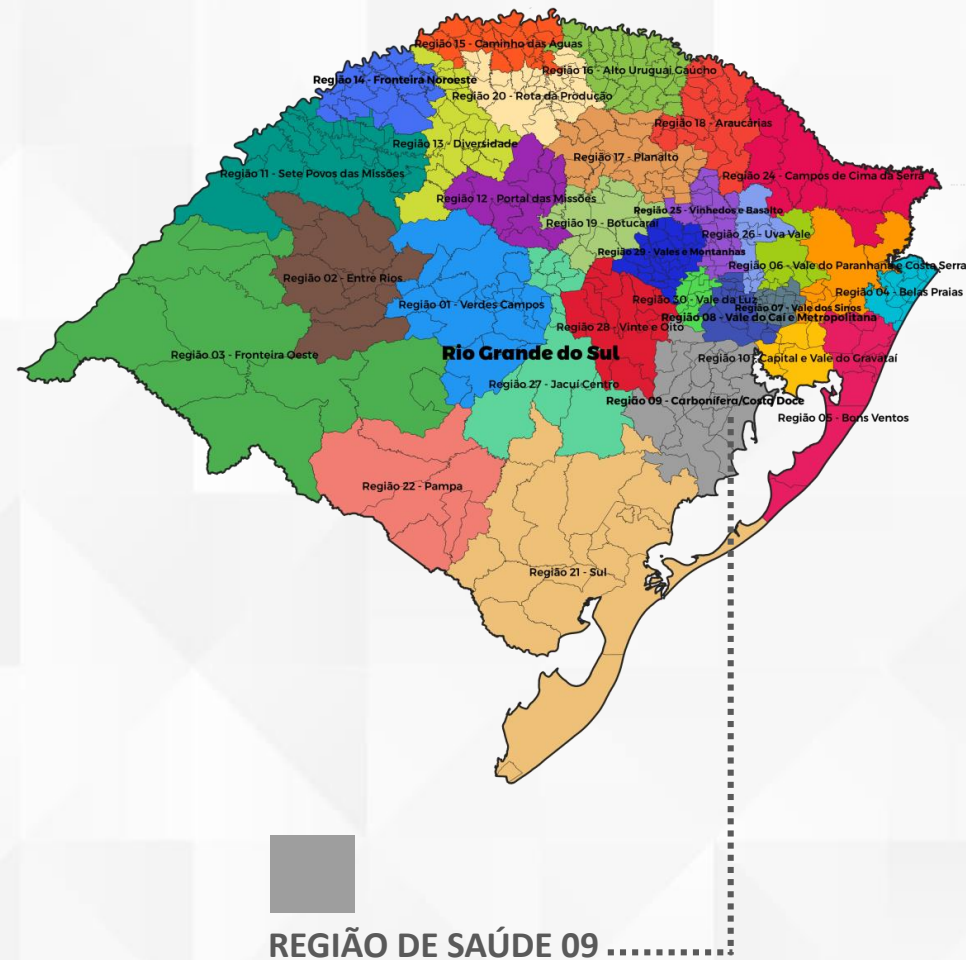 Região 15 - Caminho das Águas
Região 16 - Alto Uruguai Gaúcho
Região 14 - Fronteira Noroeste
Região 20 - Rota da Produção
Região 18 - Araucárias
Região 13 - Diversidade
Região 17 - Planalto
Região 11 - Sete Povos das Missões
Região 24 - Campos de Cima da Serra
Região 12 - Portal das Missões
Região 25 - Vinhedos e Basalto
Região 19 - Botucaraí
Região 26 - Uva Vale
Região 29 - Vales e Montanhas
Região 06 - Vale do Paranhana e Costa Serra
Região 02 - Entre Rios
Região 04 - Belas Praias
Região 30 - Vale da Luz
Região 01 - Verdes Campos
Região 07 - Vale dos Sinos
Região 08 - Vale do Caí e Metropolitana
Região 28 - Vinte e Oito
Rio Grande do Sul
Região 03 - Fronteira Oeste
Região 10 - Capital e Vale do Gravataí
Região 27 - Jacuí Centro
Região 09 - Carbonífera/Costa Doce
Região 05 - Bons Ventos
Região 22 - Pampa
Região 21 - Sul
REGIÃO DE SAÚDE 09